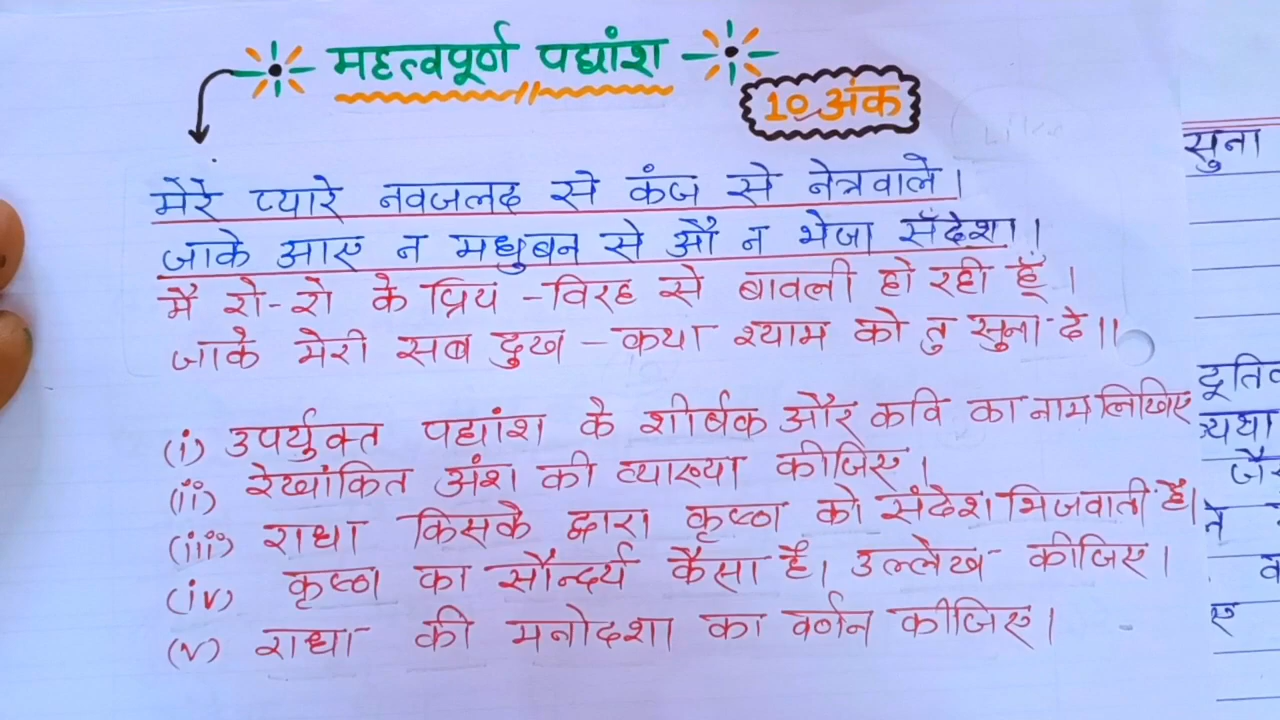 महत्वपूर्ण पद्यांश
10 अंक
मेरे प्यारे नवजलद से कंज से नेत्रवाले।
जाके आए न मधुबन से औ न भेजा सँदेशा।
मैं रो-रो के प्रिय-विरह से बावली हो रही हूँ।
जाके मेरी सब दुख-कथा श्याम को तु सुना दे॥
(i) उपर्युक्त पद्यांश के शीर्षक और कवि का नाम लिखिए
(ii) रेखांकित अंश की व्याख्या कीजिए।
(iii) राधा किसके द्वारा कृष्ण को संदेश भिजवाती है।
(iv) कृष्ण का सौन्दर्य कैसा है। उल्लेख कीजिए।
(v) राधा की मनोदशा का वर्णन कीजिए।
सुना